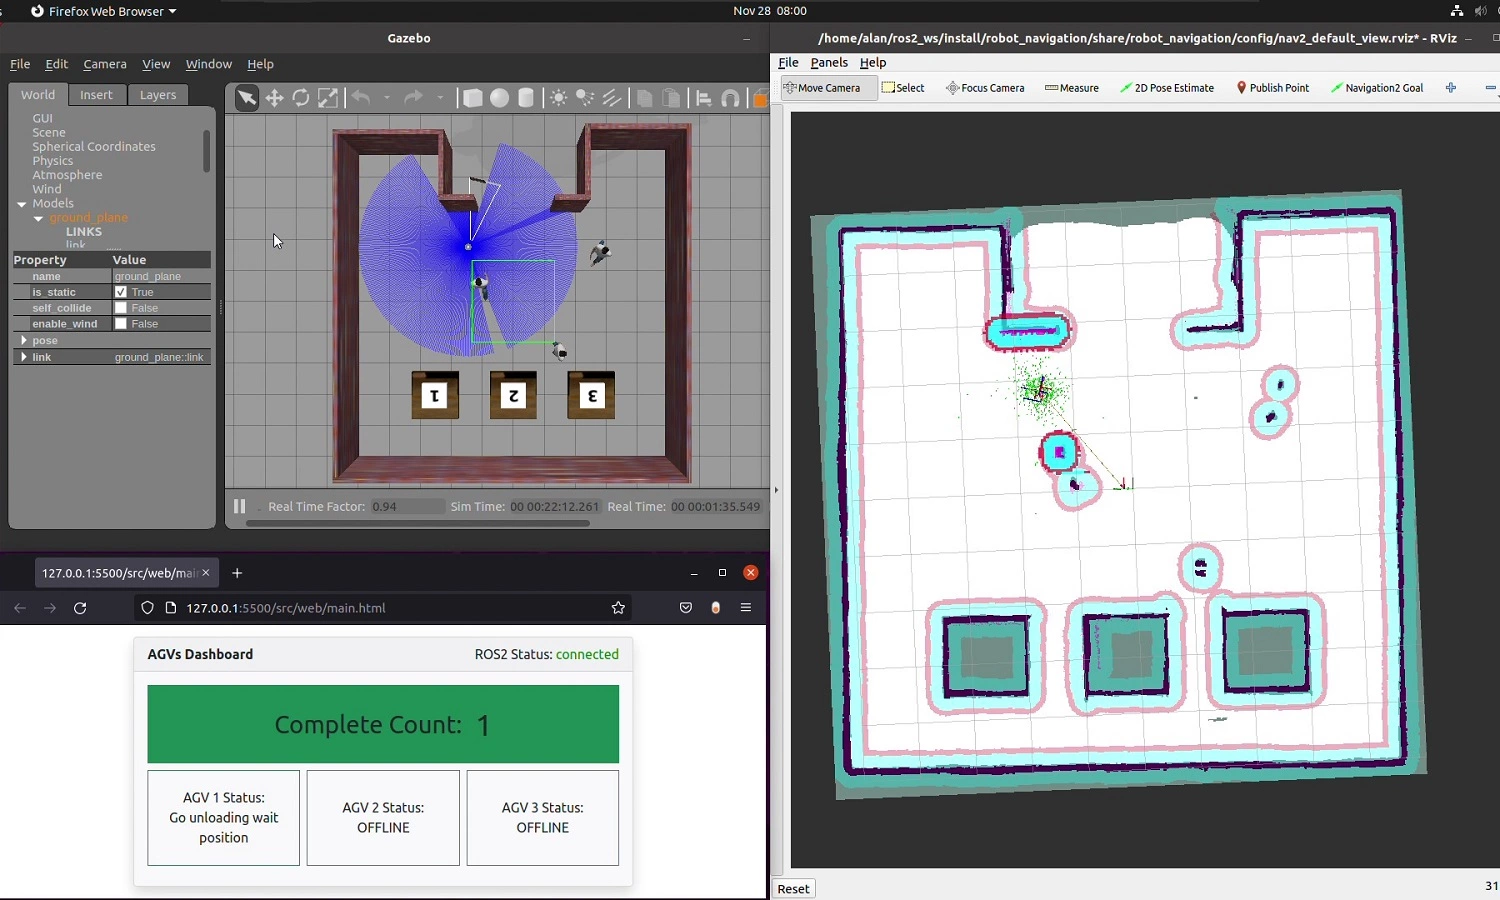 Firefox Web Browser
Nov 28 08:00
Gazebo
File Edit Camera View Window Help
World Insert Layers
GUI
Scene
Spherical Coordinates
Physics
Atmosphere
Wind
Models
ground_plane
LINKS
link
Property Value
name ground_plane
is_static True
self_collide False
enable_wind False
pose
link ground_plane::link
1 2 3
Real Time Factor: 0.94 Sim Time: 00 00:22:12.261 Real Time: 00 00:01:35.549
/home/alan/ros2_ws/install/robot_navigation/share/robot_navigation/config/nav2_default_view.rviz* - RViz
File Panels Help
Move Camera Select Focus Camera Measure 2D Pose Estimate Publish Point Navigation2 Goal
Reset
31
127.0.0.1:5500/src/web/mai
127.0.0.1:5500/src/web/main.html
AGVs Dashboard ROS2 Status: connected
Complete Count: 1
AGV 1 Status:
Go unloading wait
position
AGV 2 Status:
OFFLINE
AGV 3 Status:
OFFLINE